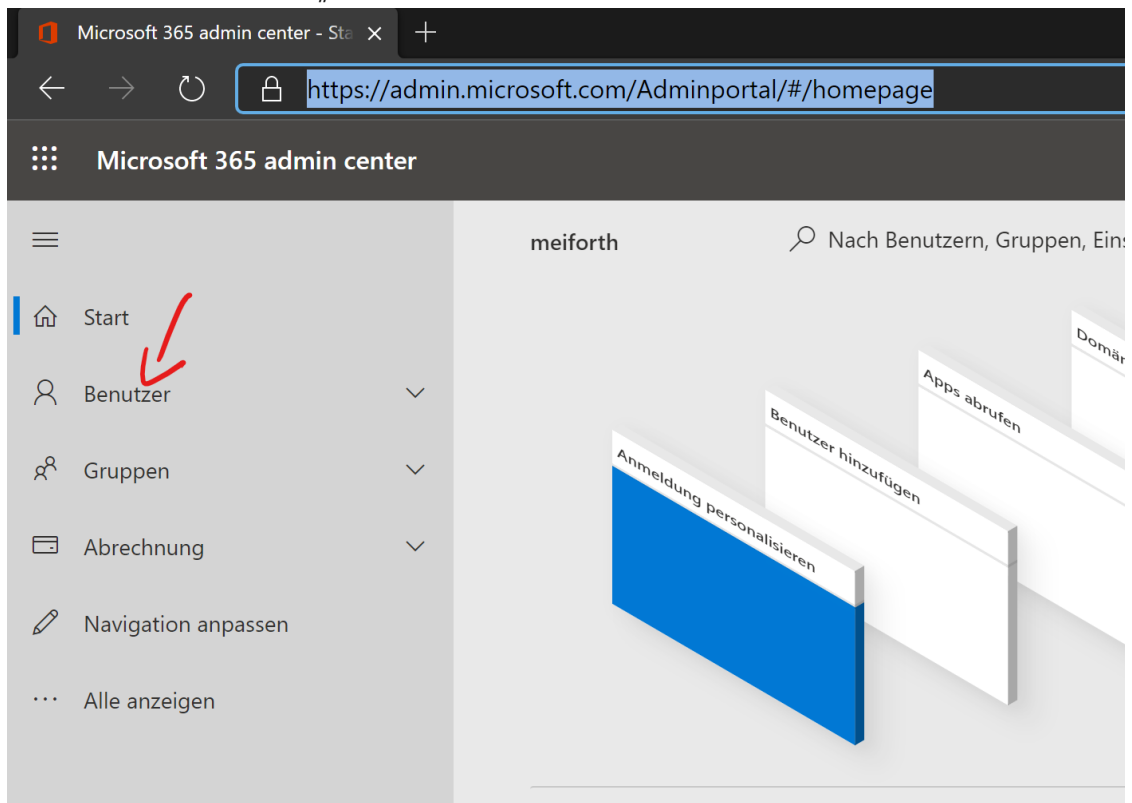 Microsoft 365 admin center - Sta
https://admin.microsoft.com/Adminportal/#/homepage
Microsoft 365 admin center
meiforth
Nach Benutzern, Gruppen, Eins
Start
Benutzer
Gruppen
Abrechnung
Navigation anpassen
Alle anzeigen
Anmeldung personalisieren
Benutzer hinzufügen
Apps abrufen
Domän